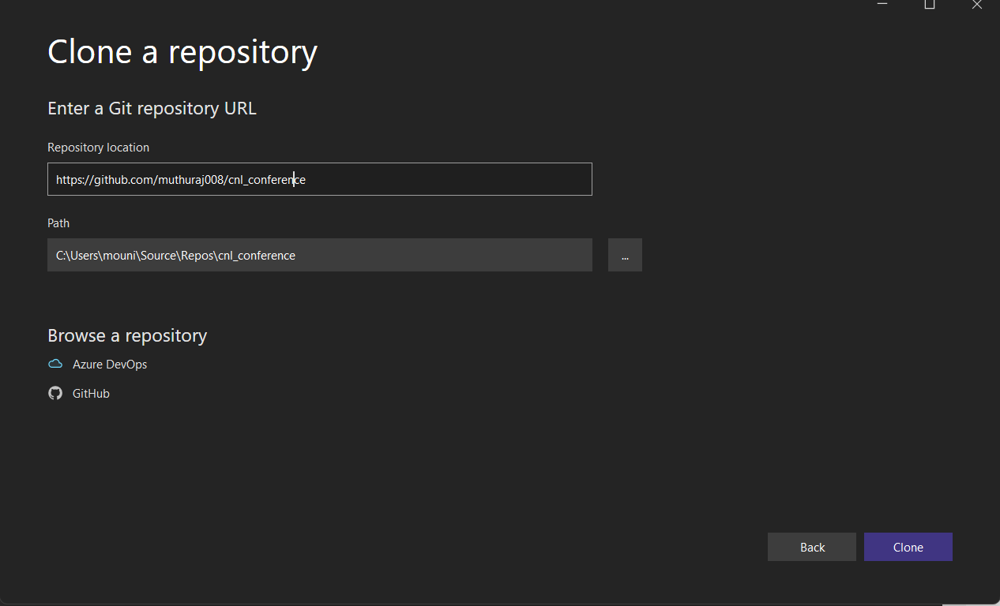 Clone a repository
Enter a Git repository URL
Repository location
https://github.com/muthuraj008/cnl_conference
Path
C:\Users\mouni\Source\Repos\cnl_conference
...
Browse a repository
Azure DevOps
GitHub
Back
Clone